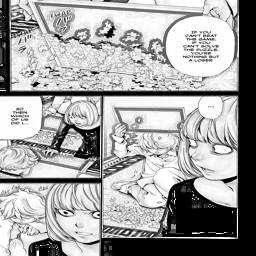 IF YOU
CAN'T BEAT
THE GAME,
IF YOU
CAN'T SOLVE
THE PUZZLE,
YOU'RE
NOTHING BUT
A LOSER.
SO
THEN
WHICH OF
US DID I...
...